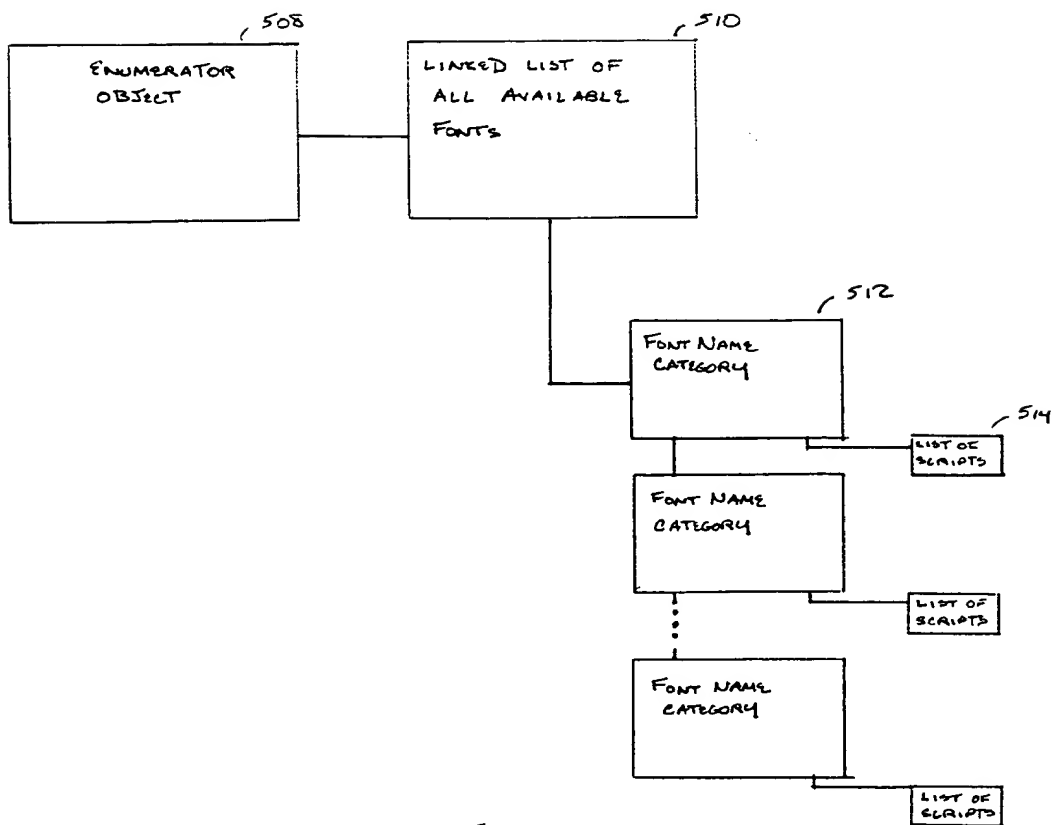 508
ENUMERATOR
OBJECT
510
LINKED LIST OF
ALL AVAILABLE
FONTS
512
FONT NAME
CATEGORY
514
LIST OF
SCRIPTS
FONT NAME
CATEGORY
LIST OF
SCRIPTS
FONT NAME
CATEGORY
LIST OF
SCRIPTS